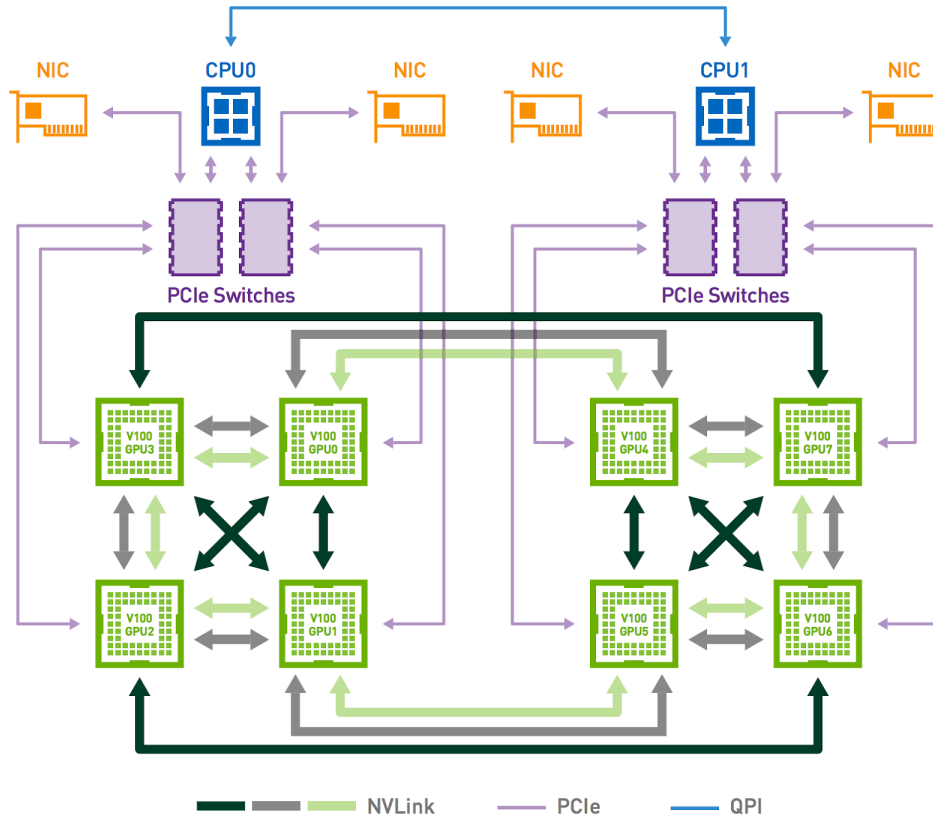 NIC
CPU0
NIC
NIC
CPU1
NIC
PCIe Switches
PCIe Switches
V100
GPU3
V100
GPU0
V100
GPU4
V100
GPU7
V100
GPU2
V100
GPU1
V100
GPU5
V100
GPU6
NVLink
PCIe
QPI